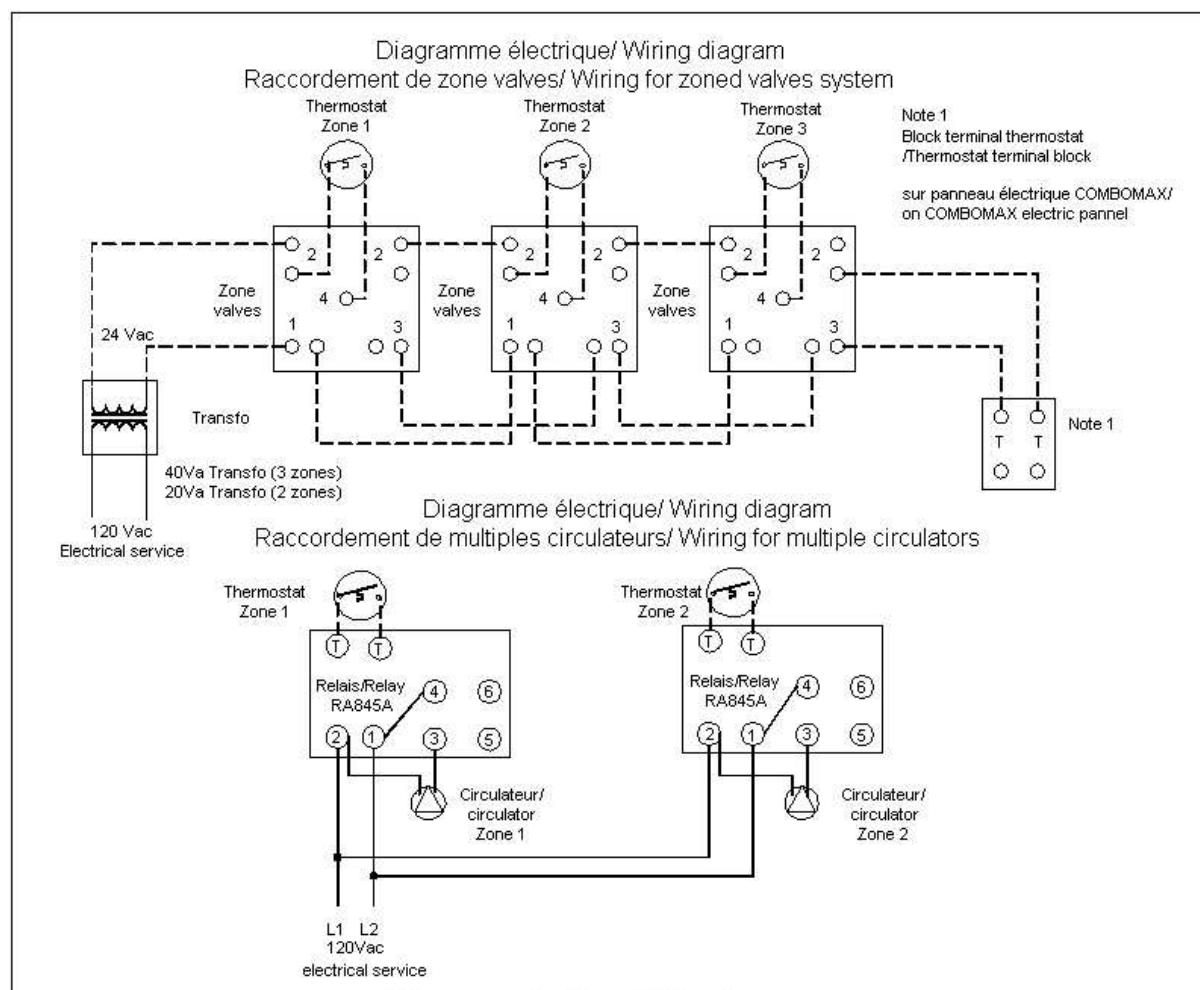 Diagramme électrique/ Wiring diagram
Raccordement de zone valves/ Wiring for zoned valves system
Thermostat
Zone 1
Thermostat
Zone 2
Thermostat
Zone 3
Note 1
Block terminal thermostat
/Thermostat terminal block
sur panneau électrique COMBOMAX/
on COMBOMAX electric pannel
2 2
2 2
2 2
Zone
valves
4
Zone
valves
4
Zone
valves
4
1 3
1 3
1 3
24 Vac
Transfo
T T
Note 1
40Va Transfo (3 zones)
20Va Transfo (2 zones)
120 Vac
Electrical service
Diagramme électrique/ Wiring diagram
Raccordement de multiples circulateurs/ Wiring for multiple circulators
Thermostat
Zone 1
T T
Relais/Relay
RA845A
4 6
2 1 3 5
Circulateur/
circulator
Zone 1
Thermostat
Zone 2
T T
Relais/Relay
RA845A
4 6
2 1 3 5
Circulateur/
circulator
Zone 2
L1 L2
120Vac
electrical service